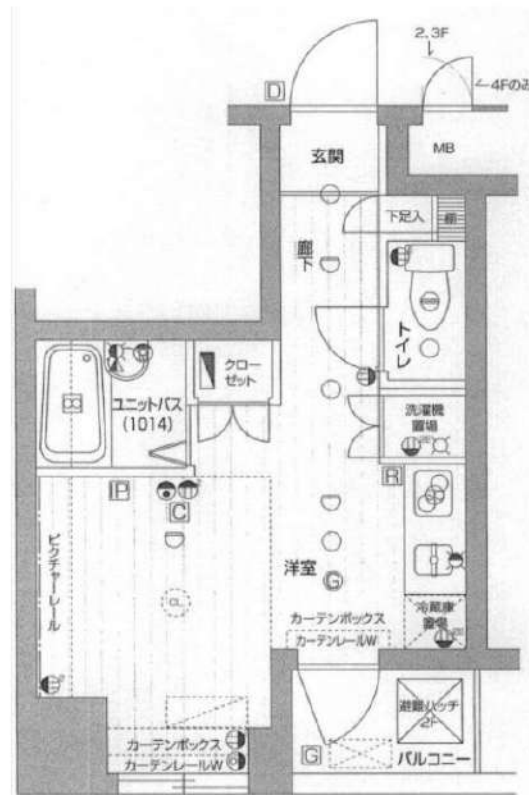 2, 3F
4Fのみ
D
玄関
MB
下足入
棚
廊下
トイレ
クロー
ゼット
ユニットバス
(1014)
洗濯機
置場
IP
C
R
ピクチャーレール
洋室
G
CL
カーテンボックス
カーテンレールW
冷蔵庫
置場
避難ハッチ
2F
カーテンボックス
カーテンレールW
G
バルコニー